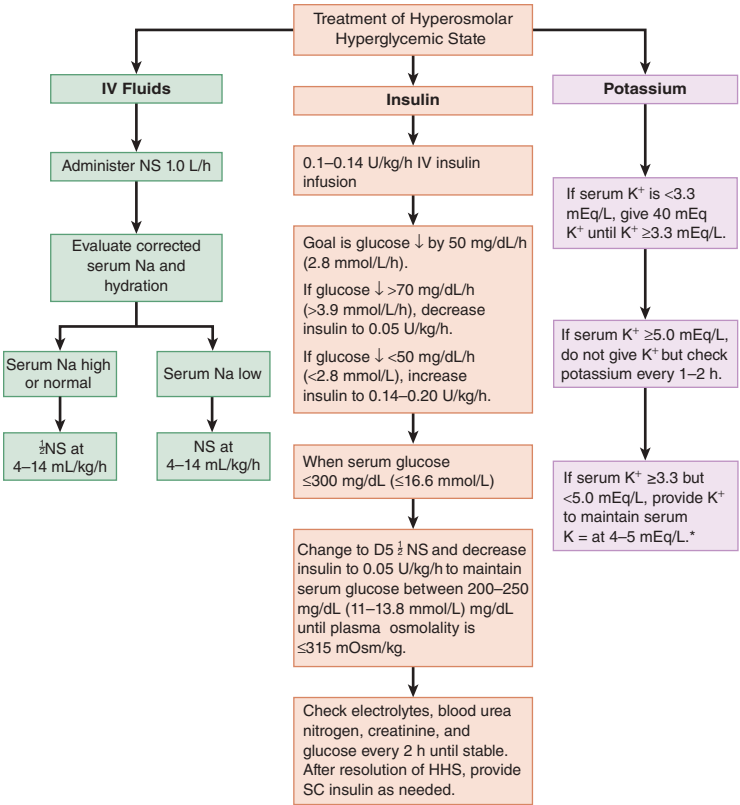 Treatment of Hyperosmolar
Hyperglycemic State
IV Fluids
Administer NS 1.0 L/h
Evaluate corrected
serum Na and
hydration
Serum Na high
or normal
Serum Na low
½NS at
4–14 mL/kg/h
NS at
4–14 mL/kg/h
Insulin
0.1–0.14 U/kg/h IV insulin
infusion
Goal is glucose ↓ by 50 mg/dL/h
(2.8 mmol/L/h).
If glucose ↓ >70 mg/dL/h
(>3.9 mmol/L/h), decrease
insulin to 0.05 U/kg/h.
If glucose ↓ <50 mg/dL/h
(<2.8 mmol/L), increase
insulin to 0.14–0.20 U/kg/h.
When serum glucose
≤300 mg/dL (≤16.6 mmol/L)
Change to D5 ½ NS and decrease
insulin to 0.05 U/kg/h to maintain
serum glucose between 200–250
mg/dL (11–13.8 mmol/L) mg/dL
until plasma osmolality is
≤315 mOsm/kg.
Check electrolytes, blood urea
nitrogen, creatinine, and
glucose every 2 h until stable.
After resolution of HHS, provide
SC insulin as needed.
Potassium
If serum K⁺ is <3.3
mEq/L, give 40 mEq
K⁺ until K⁺ ≥3.3 mEq/L.
If serum K⁺ ≥5.0 mEq/L,
do not give K⁺ but check
potassium every 1–2 h.
If serum K⁺ ≥3.3 but
<5.0 mEq/L, provide K⁺
to maintain serum
K = at 4–5 mEq/L.*